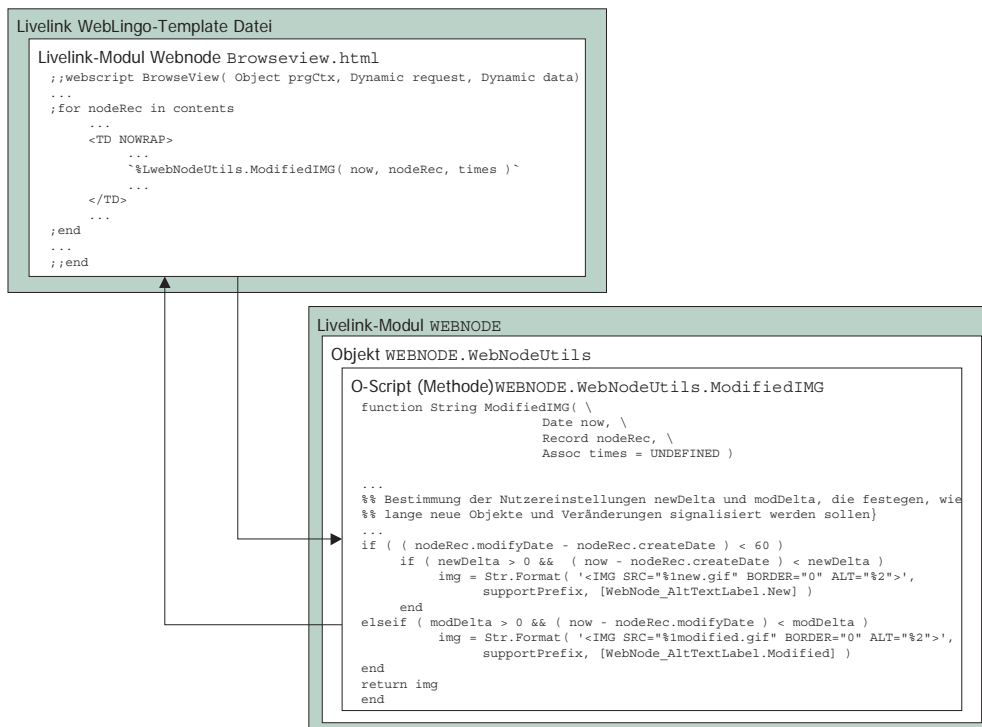 Livelink WebLingo-Template Datei
Livelink-Modul Webnode Browseview.html
;;webscript BrowseView( Object prgCtx, Dynamic request, Dynamic data)
...
;for nodeRec in contents
...
<TD NOWRAP>
...
`%LwebNodeUtils.ModifiedIMG( now, nodeRec, times )`
...
</TD>
...
;end
...
;;end
Livelink-Modul WEBNODE
Objekt WEBNODE.WebNodeUtils
O-Script (Methode)WEBNODE.WebNodeUtils.ModifiedIMG
function String ModifiedIMG( \
Date now, \
Record nodeRec, \
Assoc times = UNDEFINED )
...
%% Bestimmung der Nutzereinstellungen newDelta und modDelta, die festegen, wie
%% lange neue Objekte und Veränderungen signalisiert werden sollen}
...
if ( ( nodeRec.modifyDate - nodeRec.createDate ) < 60 )
if ( newDelta > 0 && ( now - nodeRec.createDate ) < newDelta )
img = Str.Format( '<IMG SRC="%1new.gif" BORDER="0" ALT="%2">',
supportPrefix, [WebNode_AltTextLabel.New] )
end
elseif ( modDelta > 0 && ( now - nodeRec.modifyDate ) < modDelta )
img = Str.Format( '<IMG SRC="%1modified.gif" BORDER="0" ALT="%2">',
supportPrefix, [WebNode_AltTextLabel.Modified] )
end
return img
end